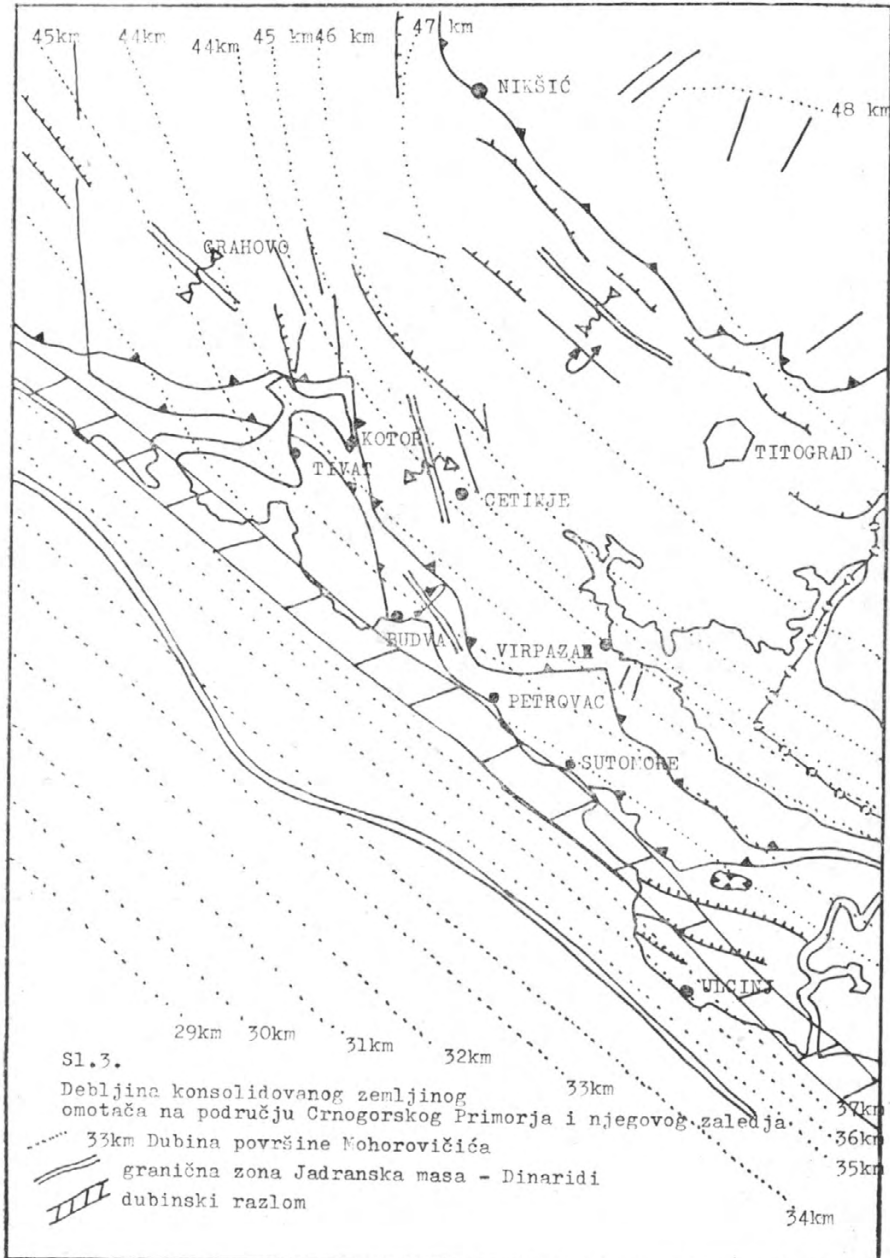 45km 44km 44km 45 km 46 km 47 km
NIKŠIĆ
48 km
GRAHOVO
KOTOR
TIVAT
TITOGRAD
CETINJE
BUDVA
VIRPAZAR
PETROVAC
SUTOMORE
ULCINJ
29km 30km 31km 32km 33km 34km
37km
36km
35km
Sl.3.
Debljina konsolidovanog zemljinog
omotača na području Crnogorskog Primorja i njegovog zaledja
33km Dubina površine Mohorovičića
granična zona Jadranska masa - Dinaridi
dubinski razlom